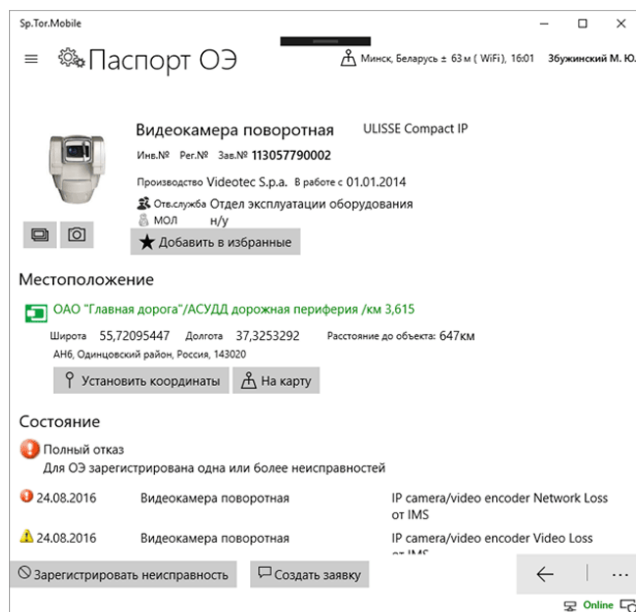 Sp.Tor.Mobile
Паспорт ОЭ
Минск, Беларусь ± 63 м ( WiFi), 16:01 Збужинский М. Ю.
Видеокамера поворотная ULISSE Compact IP
Инв.№ Рег.№ Зав.№ 113057790002
Производство Videotec S.p.a. В работе с 01.01.2014
Отв.служба Отдел эксплуатации оборудования
МОЛ н/у
Добавить в избранные
Местоположение
ОАО "Главная дорога"/АСУДД дорожная периферия /км 3,615
Широта 55,72095447 Долгота 37,3253292 Расстояние до объекта: 647км
АН6, Одинцовский район, Россия, 143020
Установить координаты На карту
Состояние
Полный отказ
Для ОЭ зарегистрирована одна или более неисправностей
24.08.2016 Видеокамера поворотная IP camera/video encoder Network Loss
от IMS
24.08.2016 Видеокамера поворотная IP camera/video encoder Video Loss
от IMS
Зарегистрировать неисправность Создать заявку
Online